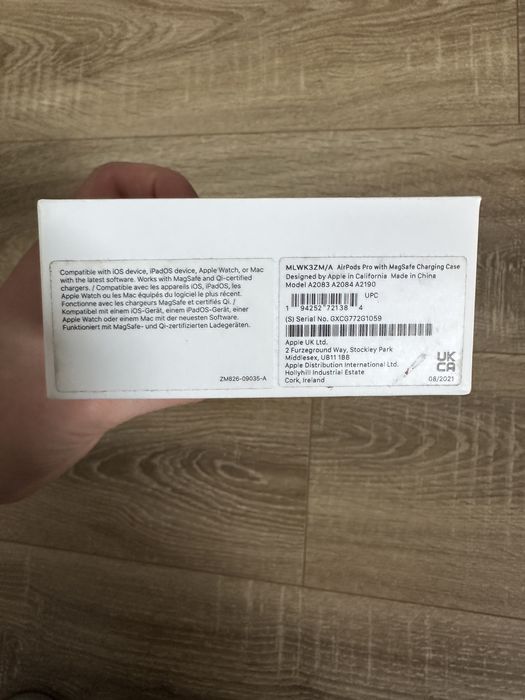 Compatible with iOS device, iPadOS device, Apple Watch, or Mac
with the latest software. Works with MagSafe and Qi-certified
chargers. / Compatible avec les appareils iOS, iPadOS, les
Apple Watch ou les Mac équipés du logiciel le plus récent.
Fonctionne avec les chargeurs MagSafe et certifiés Qi. /
Kompatibel mit einem iOS-Gerät, einem iPadOS-Gerät, einer
Apple Watch oder einem Mac mit der neuesten Software.
Funktioniert mit MagSafe- und Qi-zertifizierten Ladegeräten.
ZM826-09035-A
MLWK3ZM/A AirPods Pro with MagSafe Charging Case
Designed by Apple in California Made in China
Model A2083 A2084 A2190
UPC
1 94252 72138 4
(S) Serial No. GXCG772G1059
Apple UK Ltd.
2 Furzeground Way, Stockley Park
Middlesex, UB11 1BB
Apple Distribution International Ltd.
Hollyhill Industrial Estate
Cork, Ireland
UK
CA
08/2021